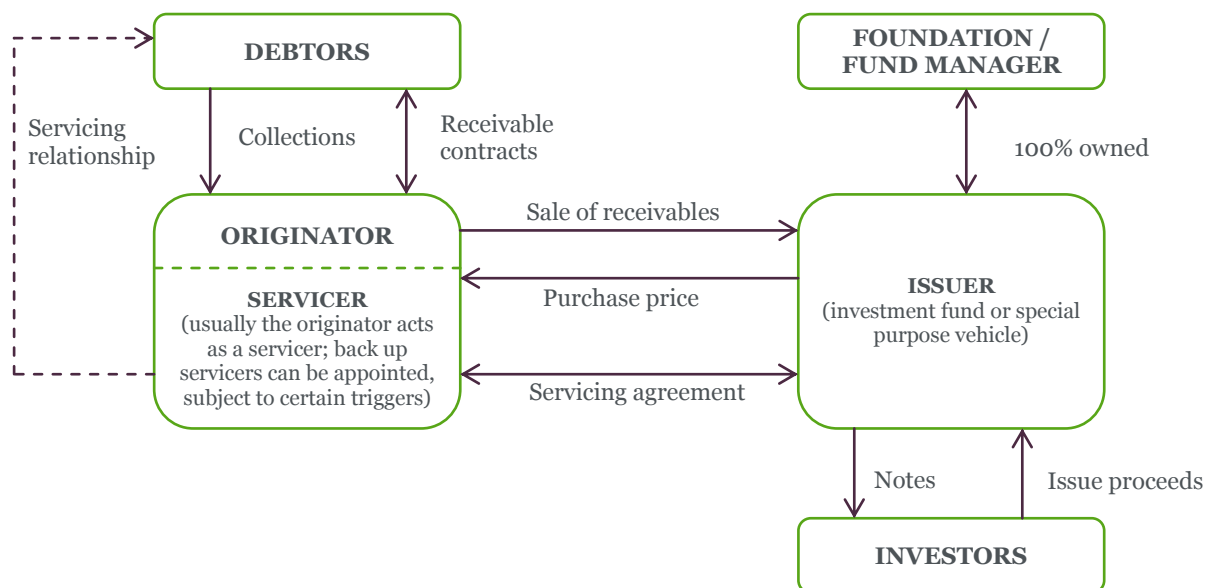 DEBTORS
FOUNDATION /
FUND MANAGER
Servicing
relationship
Collections
Receivable
contracts
100% owned
ORIGINATOR
Sale of receivables
SERVICER
(usually the originator acts
as a servicer; back up
servicers can be appointed,
subject to certain triggers)
Purchase price
ISSUER
(investment fund or special
purpose vehicle)
Servicing agreement
Notes
Issue proceeds
INVESTORS